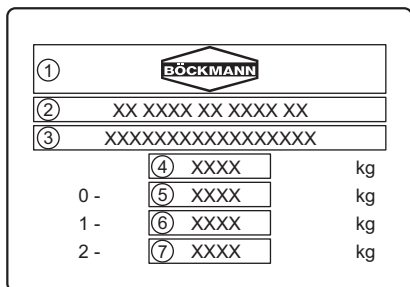 ① BÖCKMANN
② XX XXXX XX XXXX XX
③ XXXXXXXXXXXXXXXXX
④ XXXX kg
0 - ⑤ XXXX kg
1 - ⑥ XXXX kg
2 - ⑦ XXXX kg